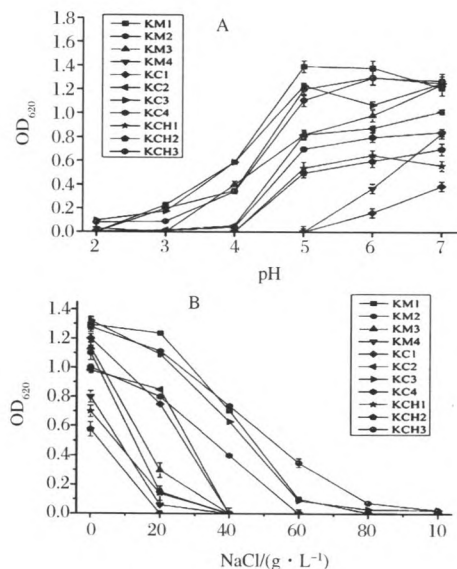 A
OD620
1.6
1.4
1.2
1.0
0.8
0.6
0.4
0.2
0.0
KM1
KM2
KM3
KM4
KC1
KC2
KC3
KC4
KCH1
KCH2
KCH3
2 3 4 5 6 7
pH
B
OD620
1.4
1.2
1.0
0.8
0.6
0.4
0.2
0.0
KM1
KM2
KM3
KM4
KC1
KC2
KC3
KC4
KCH1
KCH2
KCH3
0 20 40 60 80 10
NaCl/(g · L⁻¹)